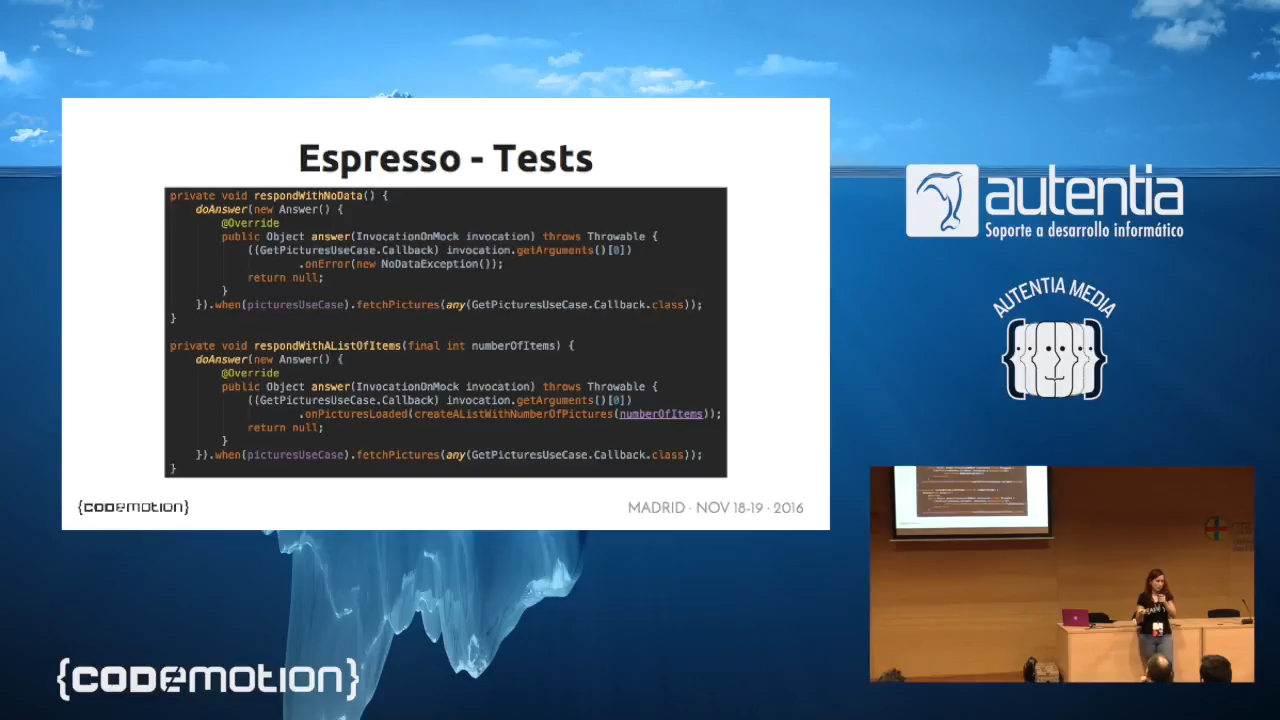 Espresso - Tests
private void respondWithNoData() {
doAnswer(new Answer() {
@Override
public Object answer(InvocationOnMock invocation) throws Throwable {
((GetPicturesUseCase.Callback) invocation.getArguments()[0])
.onError(new NoDataException());
return null;
}
}).when(picturesUseCase).fetchPictures(any(GetPicturesUseCase.Callback.class));
}
private void respondWithAListOfItems(final int numberOfItems) {
doAnswer(new Answer() {
@Override
public Object answer(InvocationOnMock invocation) throws Throwable {
((GetPicturesUseCase.Callback) invocation.getArguments()[0])
.onPicturesLoaded(createAListWithNumberOfPictures(numberOfItems));
return null;
}
}).when(picturesUseCase).fetchPictures(any(GetPicturesUseCase.Callback.class));
}
{CODEMOTION}
MADRID · NOV 18-19 · 2016
autentia
Soporte a desarrollo informático
AUTENTIA MEDIA
{CODEMOTION}